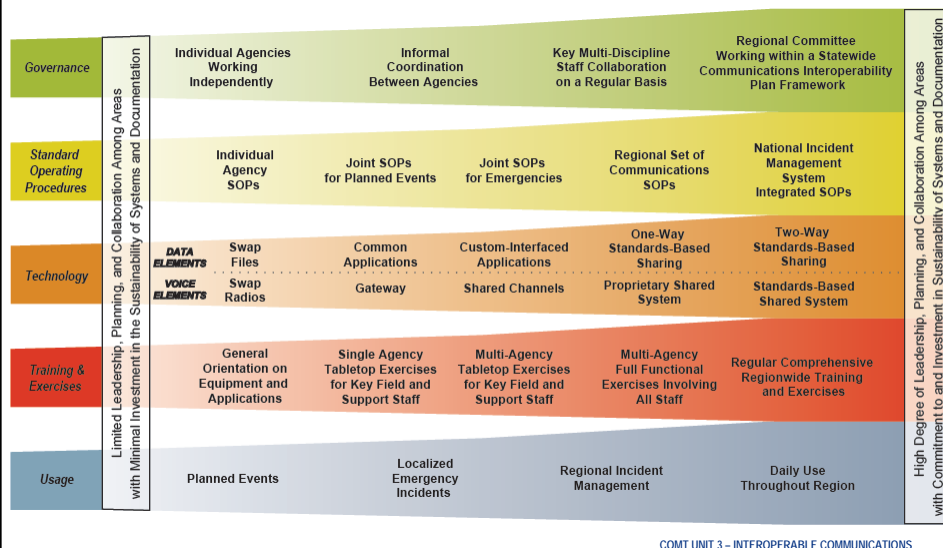 Governance
Individual Agencies
Working
Independently
Informal
Coordination
Between Agencies
Key Multi-Discipline
Staff Collaboration
on a Regular Basis
Regional Committee
Working within a Statewide
Communications Interoperability
Plan Framework
Standard
Operating
Procedures
Individual
Agency
SOPs
Joint SOPs
for Planned Events
Joint SOPs
for Emergencies
Regional Set of
Communications
SOPs
National Incident
Management
System
Integrated SOPs
Technology
DATA
ELEMENTS
Swap
Files
Common
Applications
Custom-Interfaced
Applications
One-Way
Standards-Based
Sharing
Two-Way
Standards-Based
Sharing
VOICE
ELEMENTS
Swap
Radios
Gateway
Shared Channels
Proprietary Shared
System
Standards-Based
Shared System
Training &
Exercises
General
Orientation on
Equipment and
Applications
Single Agency
Tabletop Exercises
for Key Field and
Support Staff
Multi-Agency
Tabletop Exercises
for Key Field and
Support Staff
Multi-Agency
Full Functional
Exercises Involving
All Staff
Regular Comprehensive
Regionwide Training
and Exercises
Usage
Planned Events
Localized
Emergency
Incidents
Regional Incident
Management
Daily Use
Throughout Region
Limited Leadership, Planning, and Collaboration Among Areas
with Minimal Investment in the Sustainability of Systems and Documentation
High Degree of Leadership, Planning, and Collaboration Among Areas
with Commitment to and Investment in Sustainability of Systems and Documentation
COMT UNIT 3 – INTEROPERABLE COMMUNICATIONS